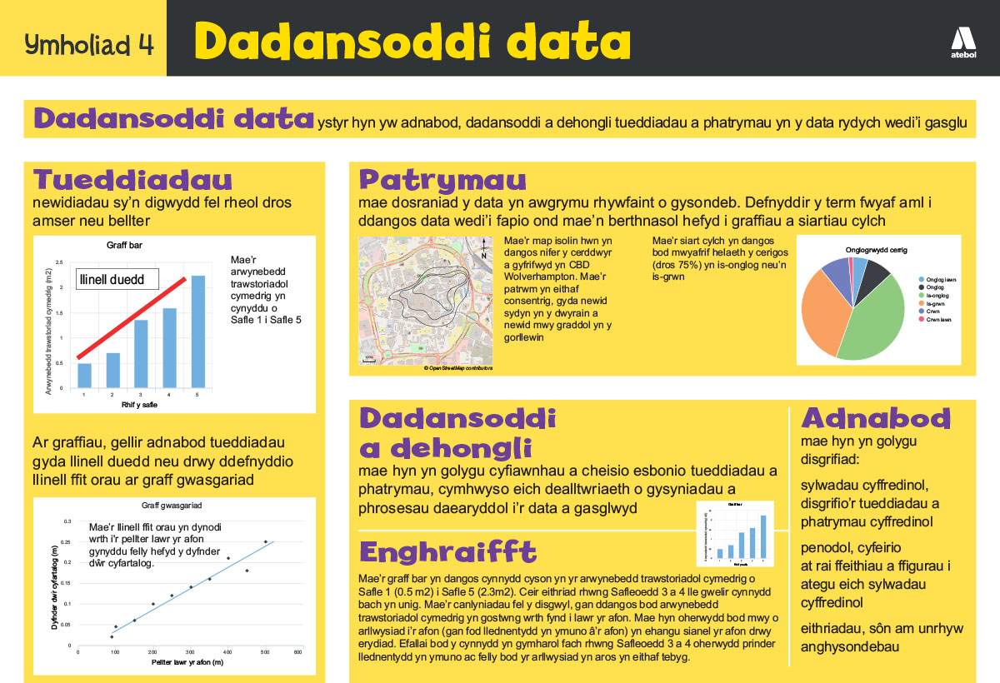 Ymholiad 4
Dadansoddi data
atebol
Dadansoddi data ystyr hyn yw adnabod, dadansoddi a dehongli tueddiadau a phatrymau yn y data rydych wedi'i gasglu
Tueddiadau
newidiadau sy'n digwydd fel rheol dros
amser neu bellter
Graff bar
Arwynebedd trawstoriad cymedrig (m2)
2.5
2
1.5
1
0.5
0
llinell duedd
1 2 3 4 5
Rhif y safle
Mae'r
arwynebedd
trawstoriadol
cymedrig yn
cynyddu o
Safle 1 i Safle 5
Ar graffiau, gellir adnabod tueddiadau
gyda llinell duedd neu drwy ddefnyddio
llinell ffit orau ar graff gwasgariad
Graff gwasgariad
Dyfnder dwr cyfartalog (m)
0.3
0.25
0.2
0.15
0.1
0.05
0
Mae'r llinell ffit orau yn dynodi
wrth i'r pellter lawr yr afon
gynyddu felly hefyd y dyfnder
dŵr cyfartalog.
0 100 200 300 400 500 600
Pellter lawr yr afon (m)
Patrymau
mae dosraniad y data yn awgrymu rhywfaint o gysondeb. Defnyddir y term fwyaf aml i
ddangos data wedi'i fapio ond mae'n berthnasol hefyd i graffiau a siartiau cylch
N
© OpenStreetMap contributors
Mae'r map isolin hwn yn
dangos nifer y cerddwyr
a gyfrifwyd yn CBD
Wolverhampton. Mae'r
patrwm yn eithaf
consentrig, gyda newid
sydyn yn y dwyrain a
newid mwy graddol yn y
gorllewin
Mae'r siart cylch yn dangos
bod mwyafrif helaeth y cerigos
(dros 75%) yn is-onglog neu'n
is-grwn
Onglogrwydd cerrig
Onglog iawn
Onglog
Is-onglog
Is-grwn
Crwn
Crwn iawn
Dadansoddi
a dehongli
mae hyn yn golygu cyfiawnhau a cheisio esbonio tueddiadau a
phatrymau, cymhwyso eich dealltwriaeth o gysyniadau a
phrosesau daearyddol i'r data a gasglwyd
Graff bar
1 2 3 4 5
Rhif y safle
Enghraifft
Mae'r graff bar yn dangos cynnydd cyson yn yr arwynebedd trawstoriadol cymedrig o
Safle 1 (0.5 m2) i Safle 5 (2.3m2). Ceir eithriad rhwng Safleoedd 3 a 4 lle gwelir cynnydd
bach yn unig. Mae'r canlyniadau fel y disgwyl, gan ddangos bod arwynebedd
trawstoriadol cymedrig yn gostwng wrth fynd i lawr yr afon. Mae hyn oherwydd bod mwy o
arllwysiad i'r afon (gan fod llednentydd yn ymuno â'r afon) yn ehangu sianel yr afon drwy
erydiad. Efallai bod y cynnydd yn gymharol fach rhwng Safleoedd 3 a 4 oherwydd prinder
llednentydd yn ymuno ac felly bod yr arllwysiad yn aros yn eithaf tebyg.
Adnabod
mae hyn yn golygu
disgrifiad:
sylwadau cyffredinol,
disgrifio'r tueddiadau a
phatrymau cyffredinol
penodol, cyfeirio
at rai ffeithiau a ffigurau i
ategu eich sylwadau
cyffredinol
eithriadau, sôn am unrhyw
anghysondebau